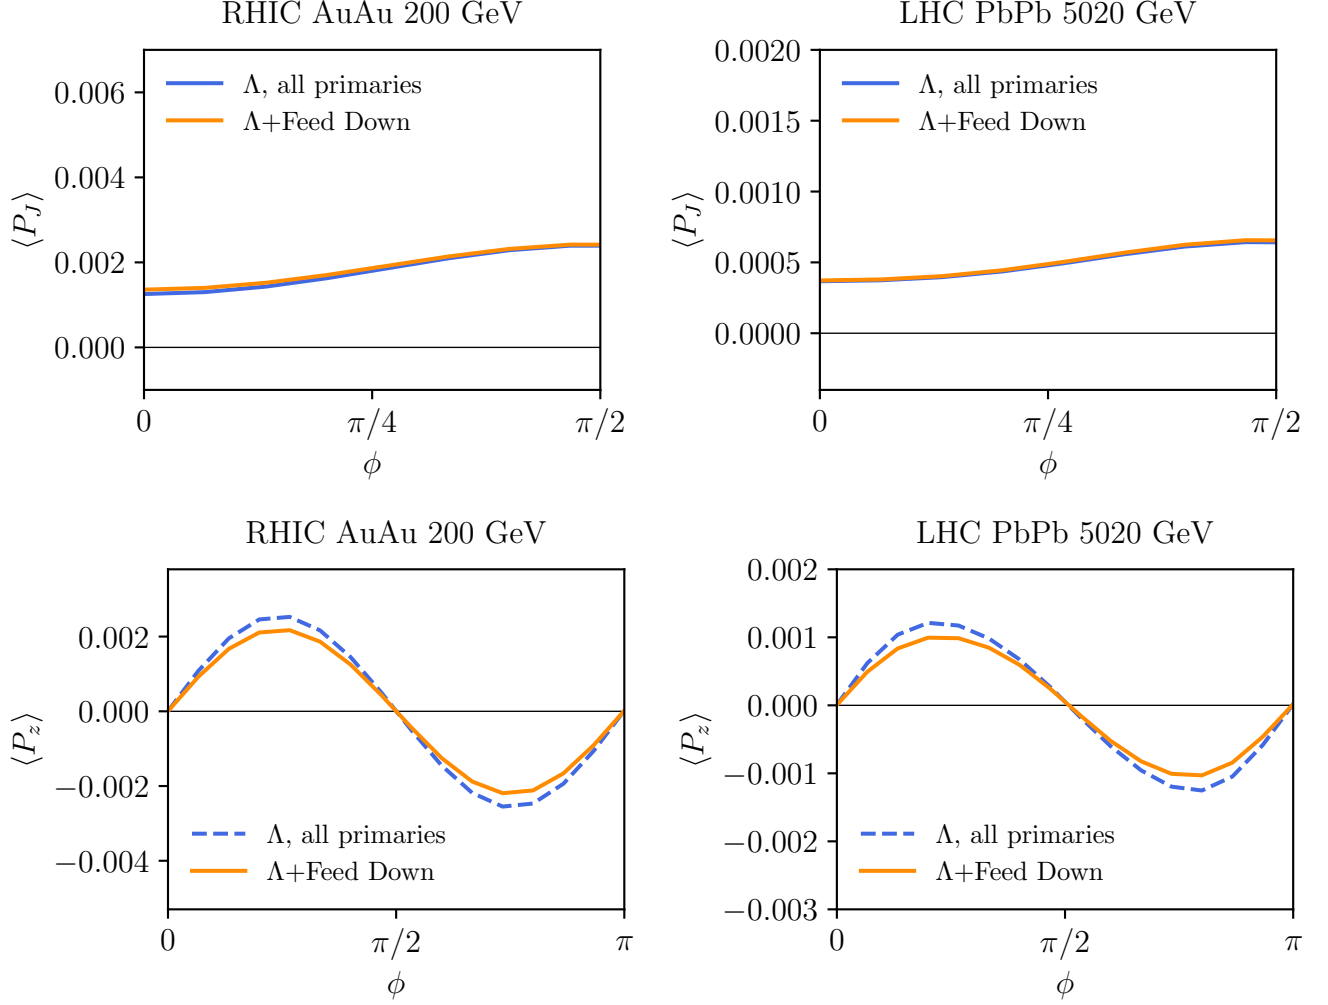 RHIC AuAu 200 GeV
⟨P_J⟩
0.006
0.004
0.002
0.000
Λ, all primaries
Λ+Feed Down
0 π/4 π/2
ϕ
LHC PbPb 5020 GeV
⟨P_J⟩
0.0020
0.0015
0.0010
0.0005
0.0000
Λ, all primaries
Λ+Feed Down
0 π/4 π/2
ϕ
RHIC AuAu 200 GeV
⟨P_z⟩
0.002
0.000
−0.002
−0.004
Λ, all primaries
Λ+Feed Down
0 π/2 π
ϕ
LHC PbPb 5020 GeV
⟨P_z⟩
0.002
0.001
0.000
−0.001
−0.002
−0.003
Λ, all primaries
Λ+Feed Down
0 π/2 π
ϕ